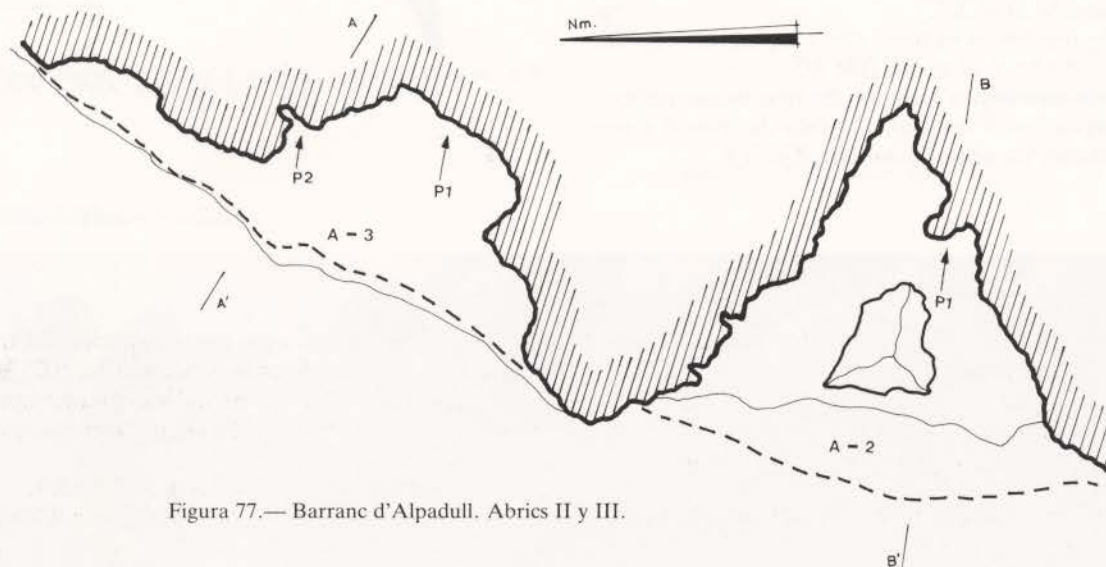 A
Nm.
B
P2
P1
A - 3
P1
A'
A - 2
Figura 77.— Barranc d'Alpadull. Abrics II y III.
B'